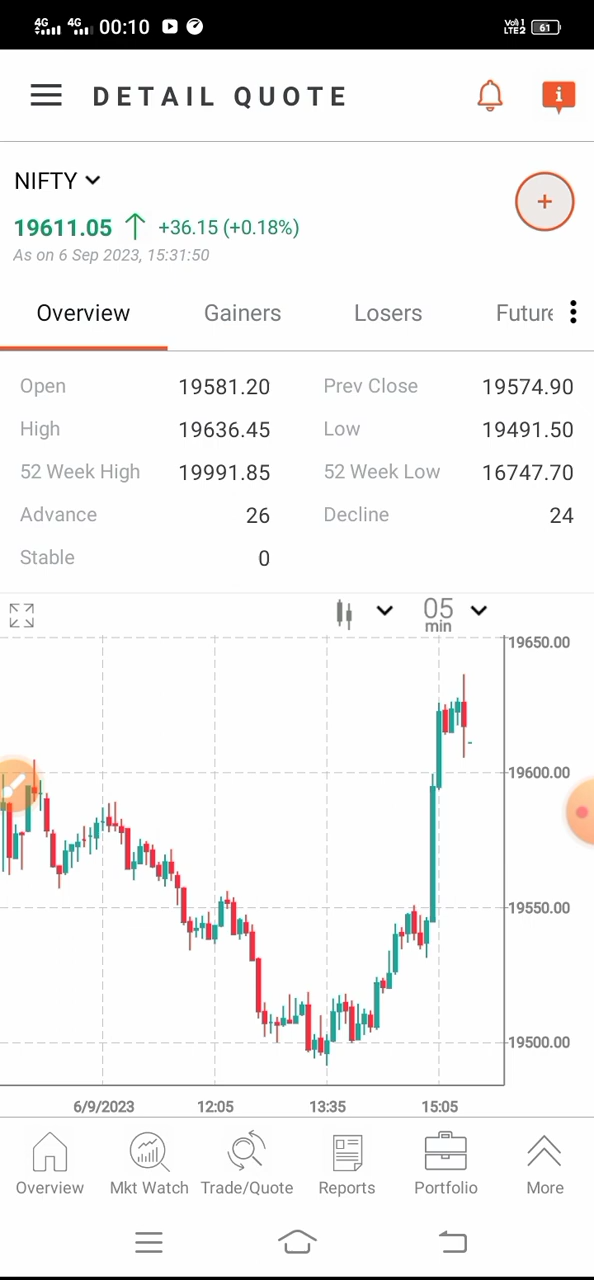 4G 4G 00:10 Vo1) 1 LTE2 61
DETAIL QUOTE
NIFTY
19611.05 ↑ +36.15 (+0.18%)
+
As on 6 Sep 2023, 15:31:50
Overview Gainers Losers Future
Open 19581.20 Prev Close 19574.90
High 19636.45 Low 19491.50
52 Week High 19991.85 52 Week Low 16747.70
Advance 26 Decline 24
Stable 0
05
min
19650.00
19600.00
19550.00
19500.00
6/9/2023 12:05 13:35 15:05
Overview Mkt Watch Trade/Quote Reports Portfolio More